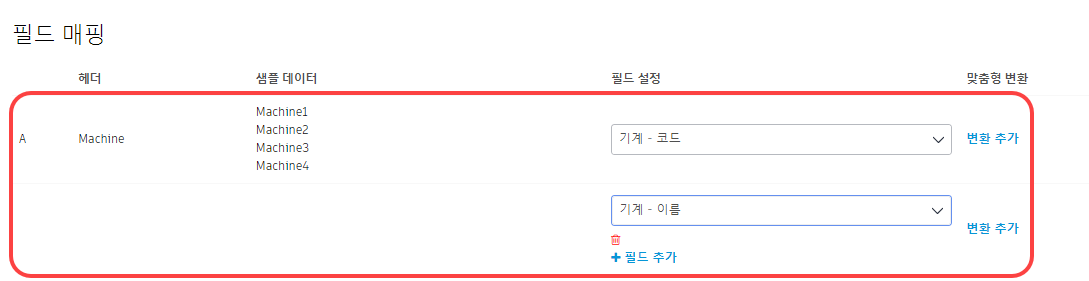 필드 매핑
헤더 샘플 데이터 필드 설정 맞춤형 변환
A Machine Machine1 기계 - 코드 변환 추가
Machine2
Machine3
Machine4
기계 - 이름 변환 추가
+ 필드 추가